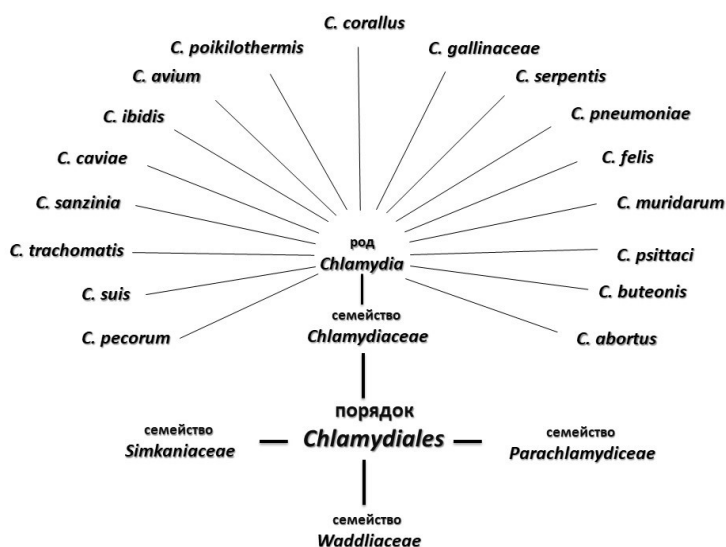 C. corallus
C. poikilothermis
C. gallinaceae
C. avium
C. serpentis
C. ibidis
C. pneumoniae
C. caviae
C. felis
C. sanzinia
C. muridarum
C. trachomatis
C. psittaci
C. suis
C. buteonis
C. pecorum
C. abortus
род
Chlamydia
семейство
Chlamydiaceae
порядок
Chlamydiales
семейство
Simkaniaceae
семейство
Parachlamydiceae
семейство
Waddliaceae